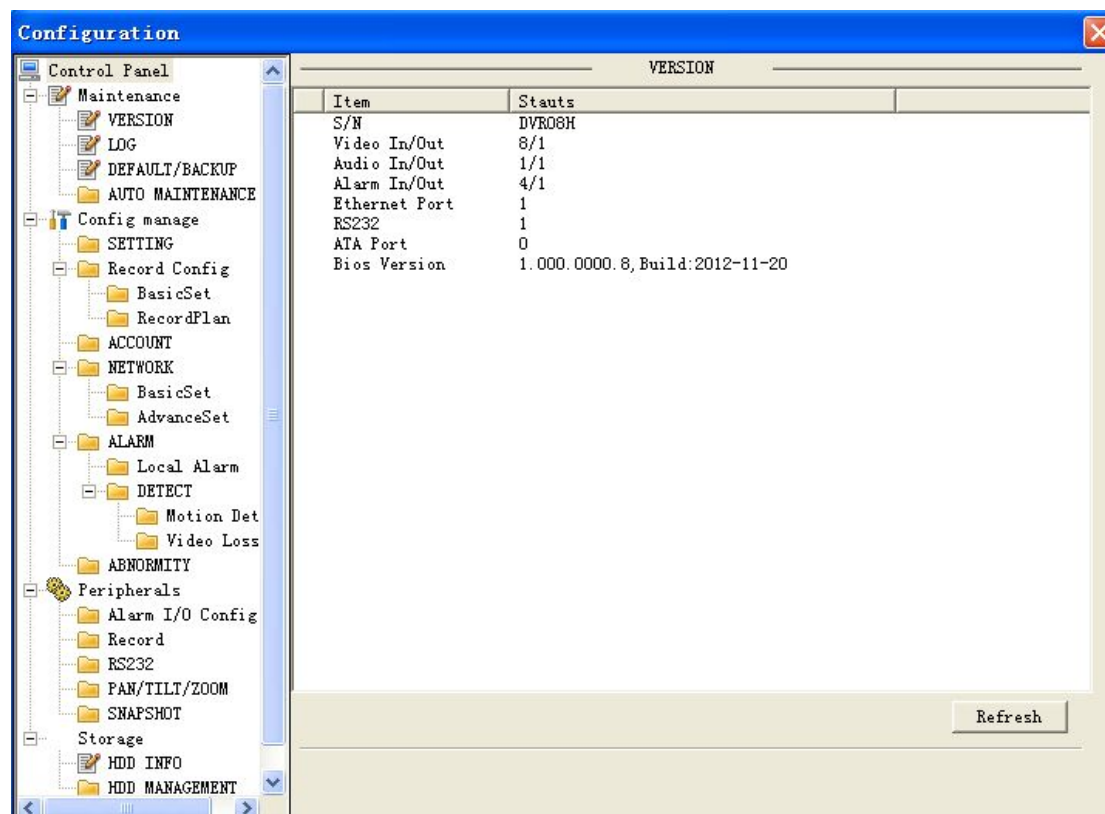 Configuration
Control Panel
Maintenance
VERSION
LOG
DEFAULT/BACKUP
AUTO MAINTENANCE
Config manage
SETTING
Record Config
BasicSet
RecordPlan
ACCOUNT
NETWORK
BasicSet
AdvanceSet
ALARM
Local Alarm
DETECT
Motion Det
Video Loss
ABNORMITY
Peripherals
Alarm I/O Config
Record
RS232
PAN/TILT/ZOOM
SNAPSHOT
Storage
HDD INFO
HDD MANAGEMENT
VERSION
Item Stauts
S/N DVR08H
Video In/Out 8/1
Audio In/Out 1/1
Alarm In/Out 4/1
Ethernet Port 1
RS232 1
ATA Port 0
Bios Version 1.000.0000.8,Build:2012-11-20
Refresh